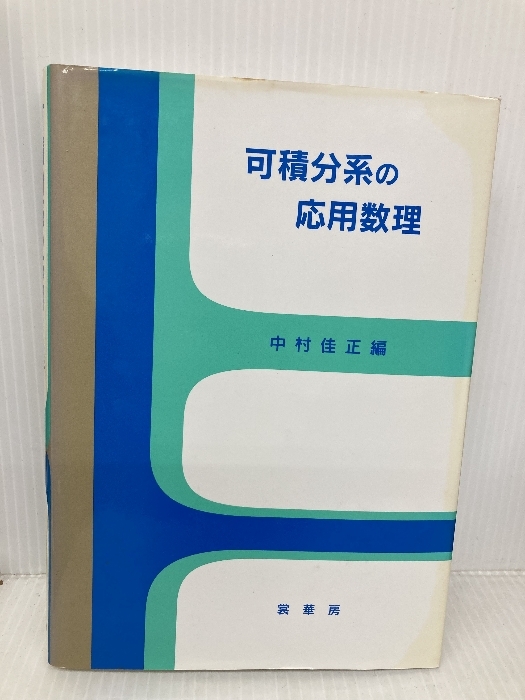 可積分系の
応用数理
中村佳正編
裳華房